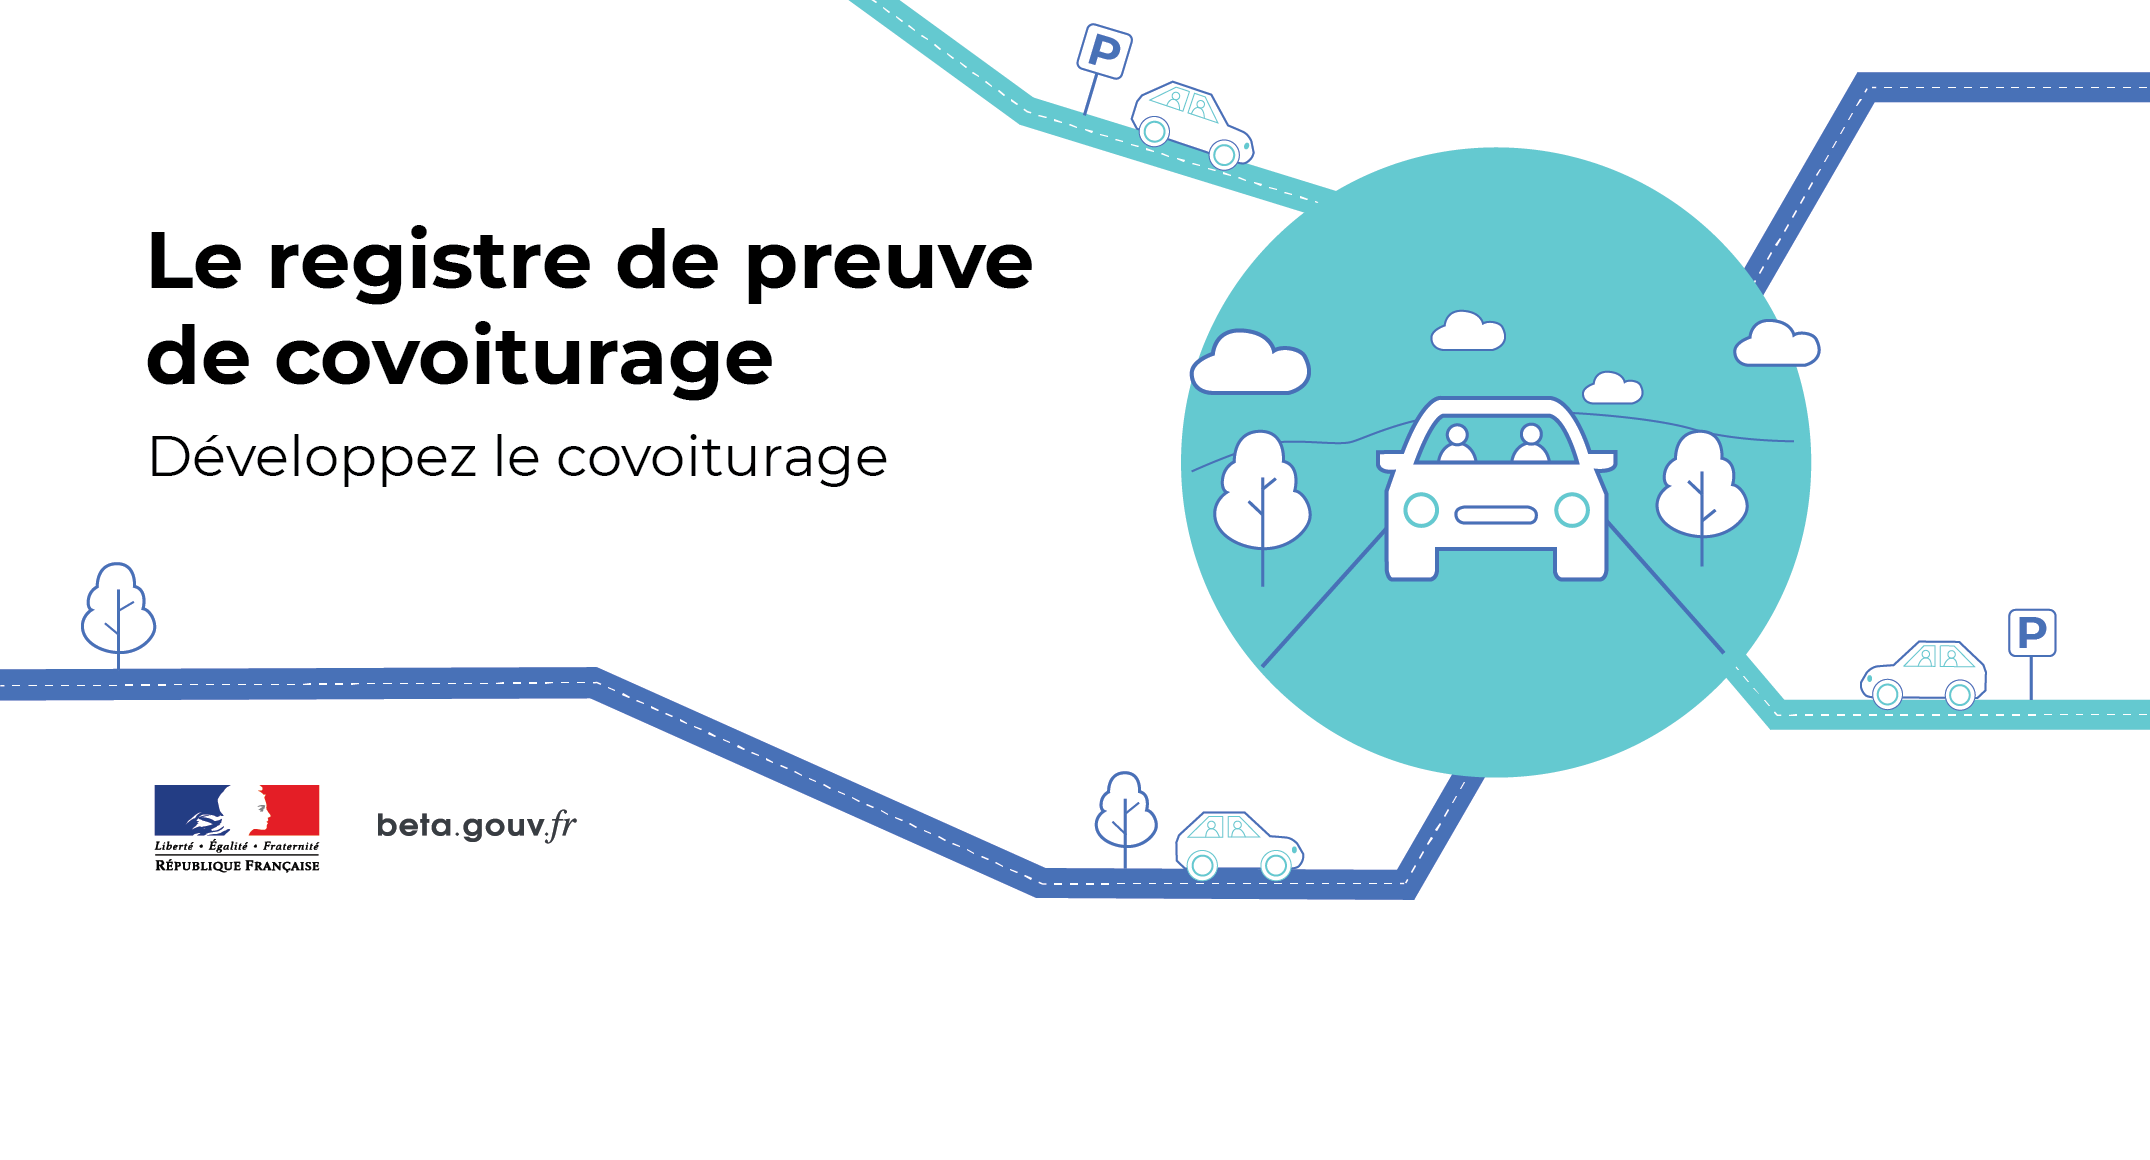 Le registre de preuve
de covoiturage
Développez le covoiturage
P
P
Liberté • Égalité • Fraternité
RÉPUBLIQUE FRANÇAISE
beta.gouv.fr